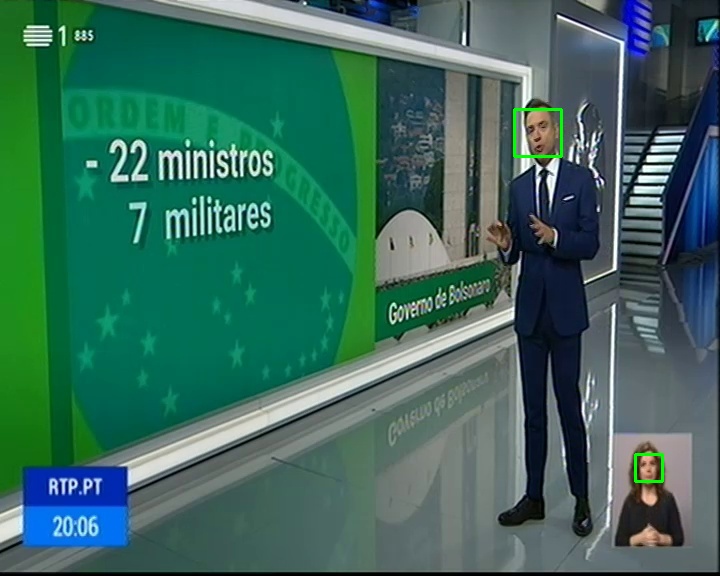 1 885
ORDEM E PROGRESSO
- 22 ministros
7 militares
Governo de Bolsonaro
RTP.PT
20:06